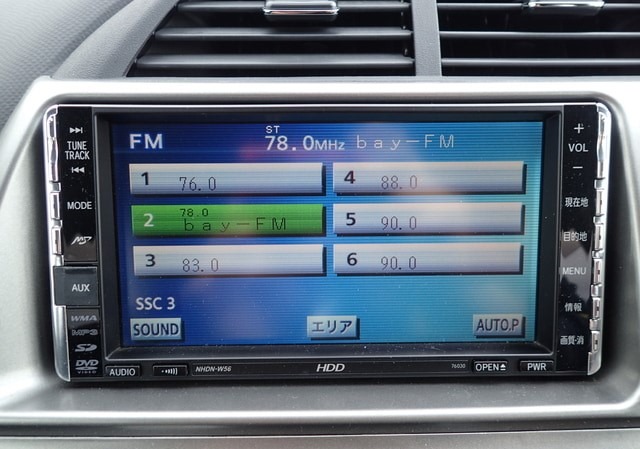 FM
ST
78.0MHz bay-FM
1 76.0
4 88.0
2 78.0 bay-FM
5 90.0
3 83.0
6 90.0
SSC 3
SOUND
エリア
AUTO.P
TUNE
TRACK
MODE
AUX
WMA
MP3
SD
DVD
VIDEO
+
VOL
-
現在地
目的地
MENU
情報
画質・消
AUDIO
NHDN-W56
HDD
76030
OPEN
PWR